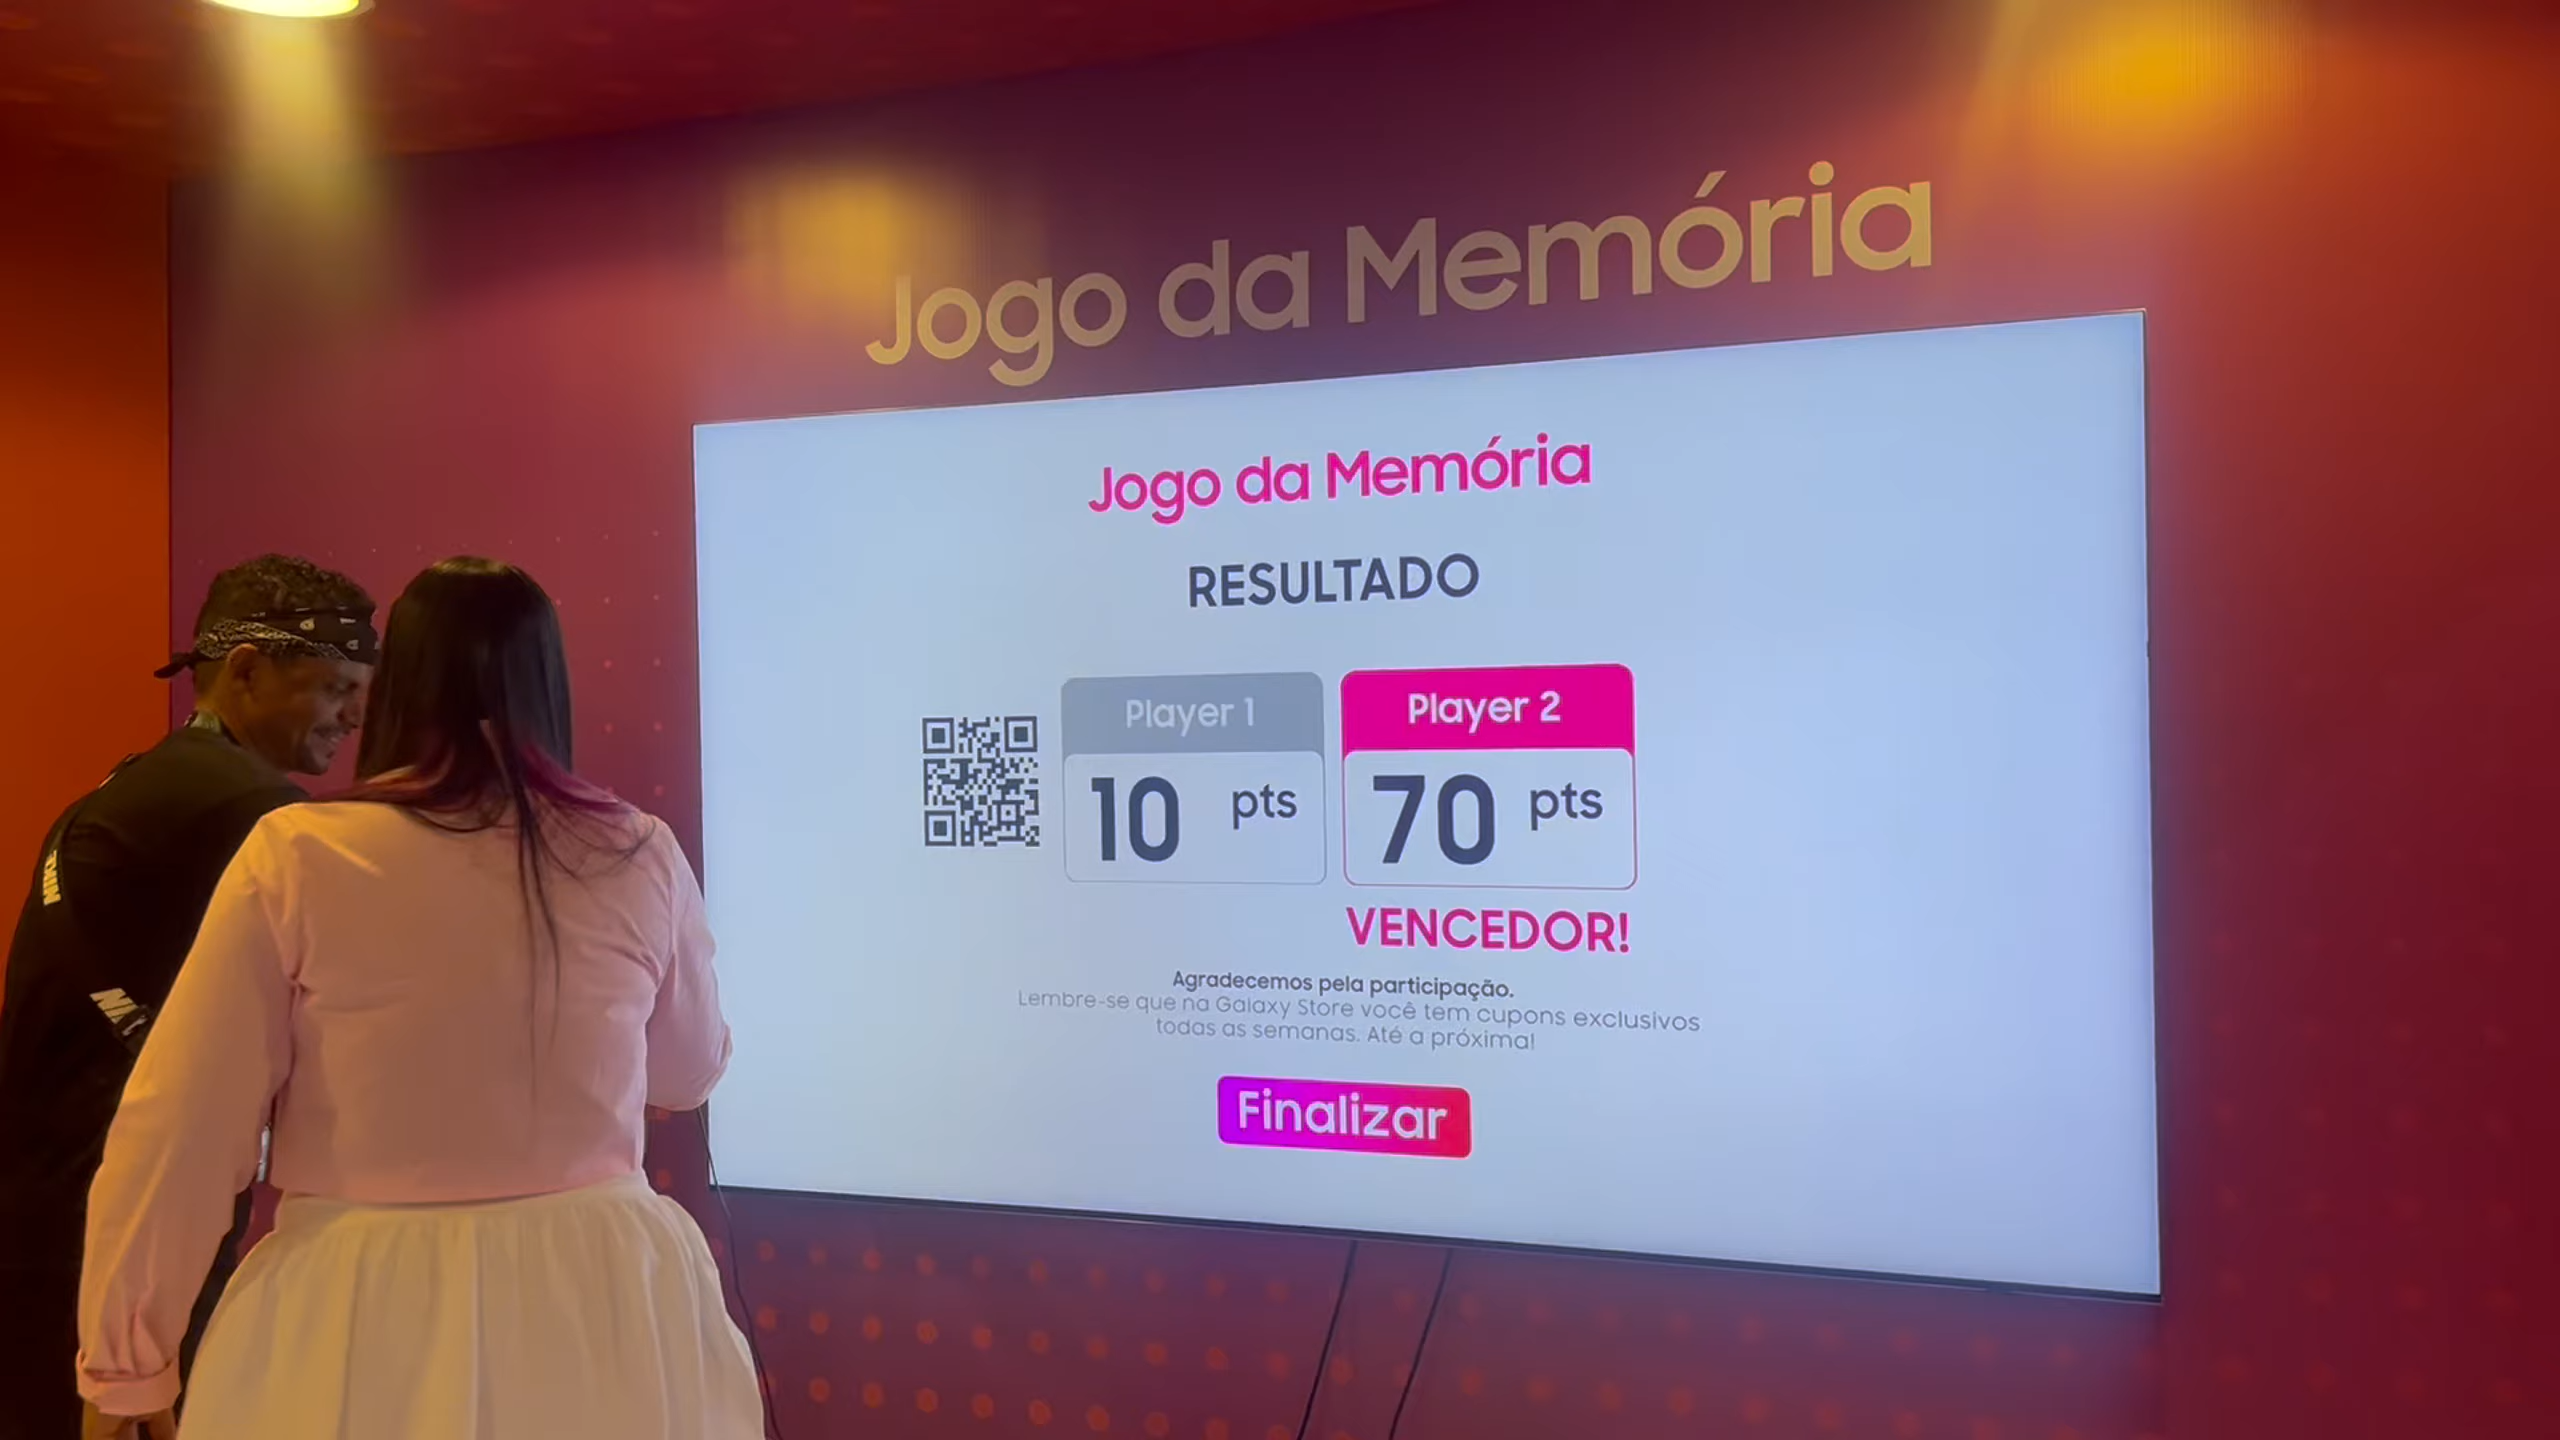 Jogo da Memória
Jogo da Memória
RESULTADO
Player 1
10 pts
Player 2
70 pts
VENCEDOR!
Agradecemos pela participação.
Lembre-se que na Galaxy Store você tem cupons exclusivos
todas as semanas. Até a próxima!
Finalizar